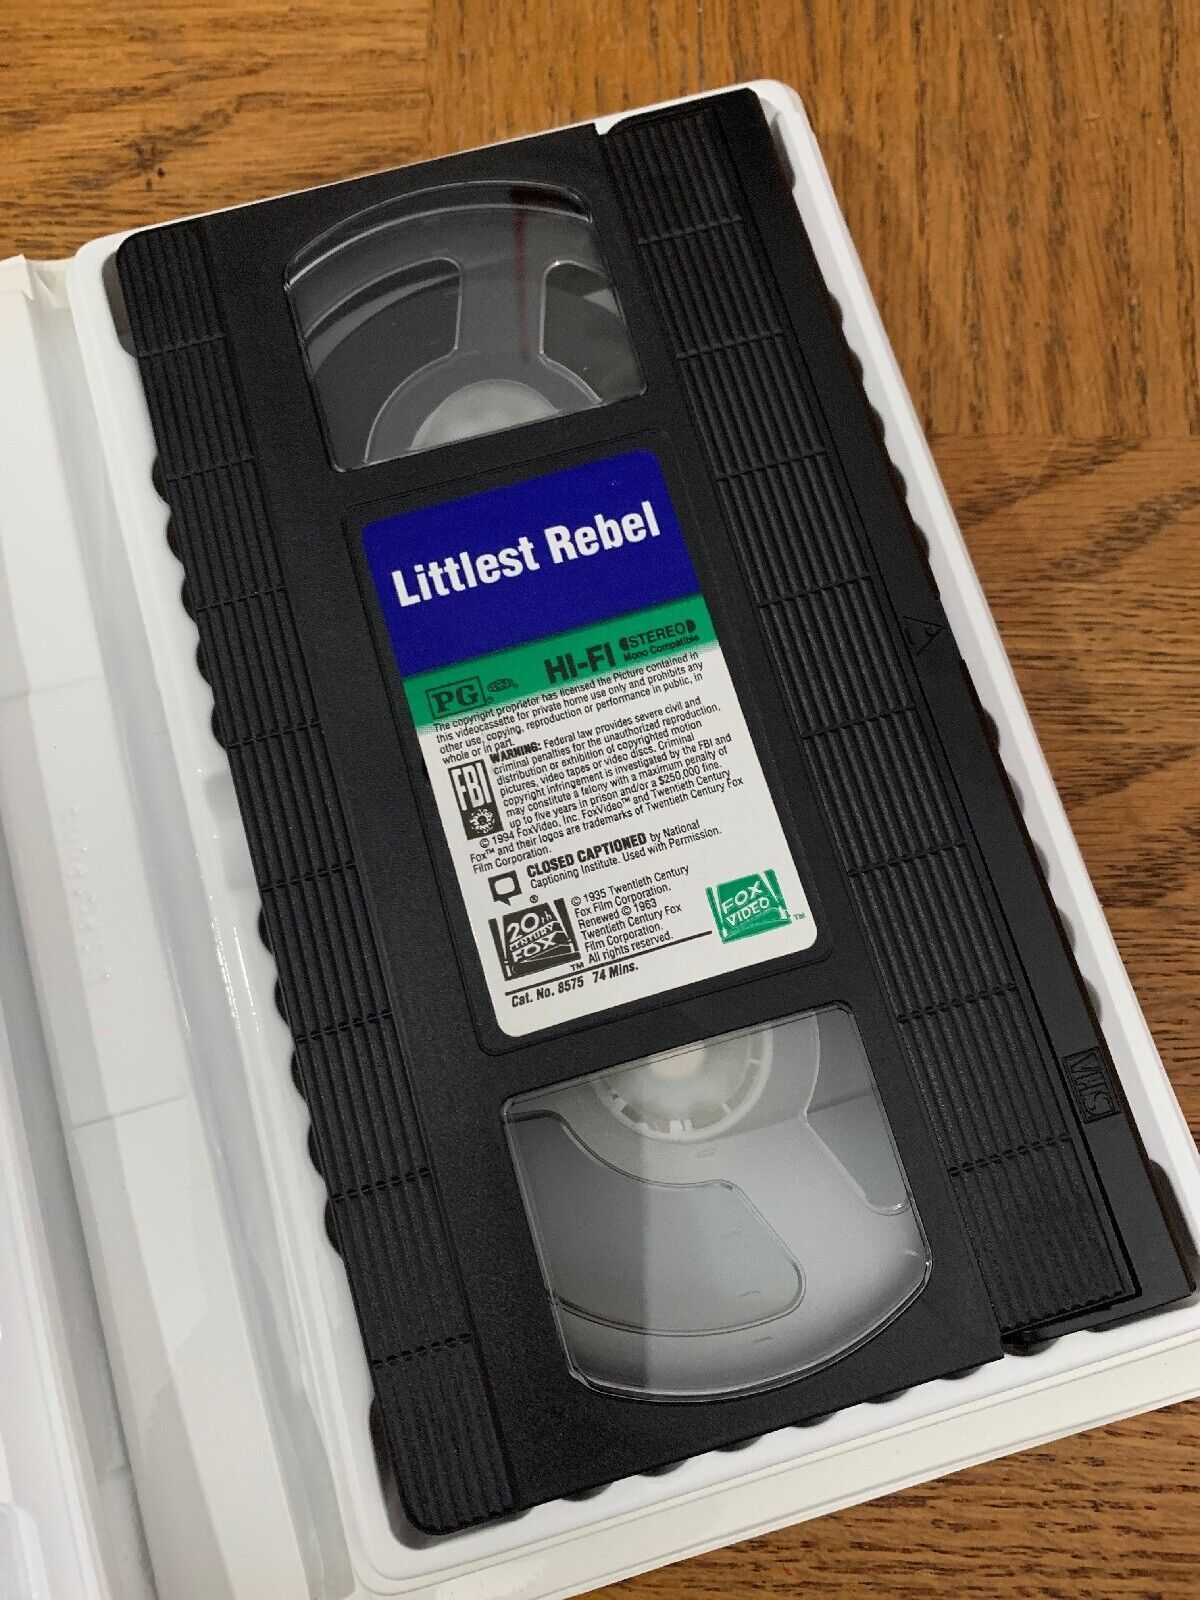 Littlest Rebel
PG
HI-FI STEREO
Mono Compatible
The copyright proprietor has licensed the Picture contained in
this videocassette for private home use only and prohibits any
other use, copying, reproduction or performance in public, in
whole or in part.
FBI
WARNING: Federal law provides severe civil and
criminal penalties for the unauthorized reproduction,
distribution or exhibition of copyrighted motion
pictures, video tapes or video discs. Criminal
copyright infringement is investigated by the FBI and
may constitute a felony with a maximum penalty of
up to five years in prison and/or a $250,000 fine.
© 1994 FoxVideo, Inc. FoxVideo™ and Twentieth Century
Fox™ and their logos are trademarks of Twentieth Century Fox
Film Corporation.
CLOSED CAPTIONED by National
Captioning Institute. Used with Permission.
®
20th
CENTURY
FOX
TM
© 1935 Twentieth Century
Fox Film Corporation.
Renewed © 1963
Twentieth Century Fox
Film Corporation.
All rights reserved.
FOX
VIDEO
TM
Cat. No. 8575 74 Mins.
VHS